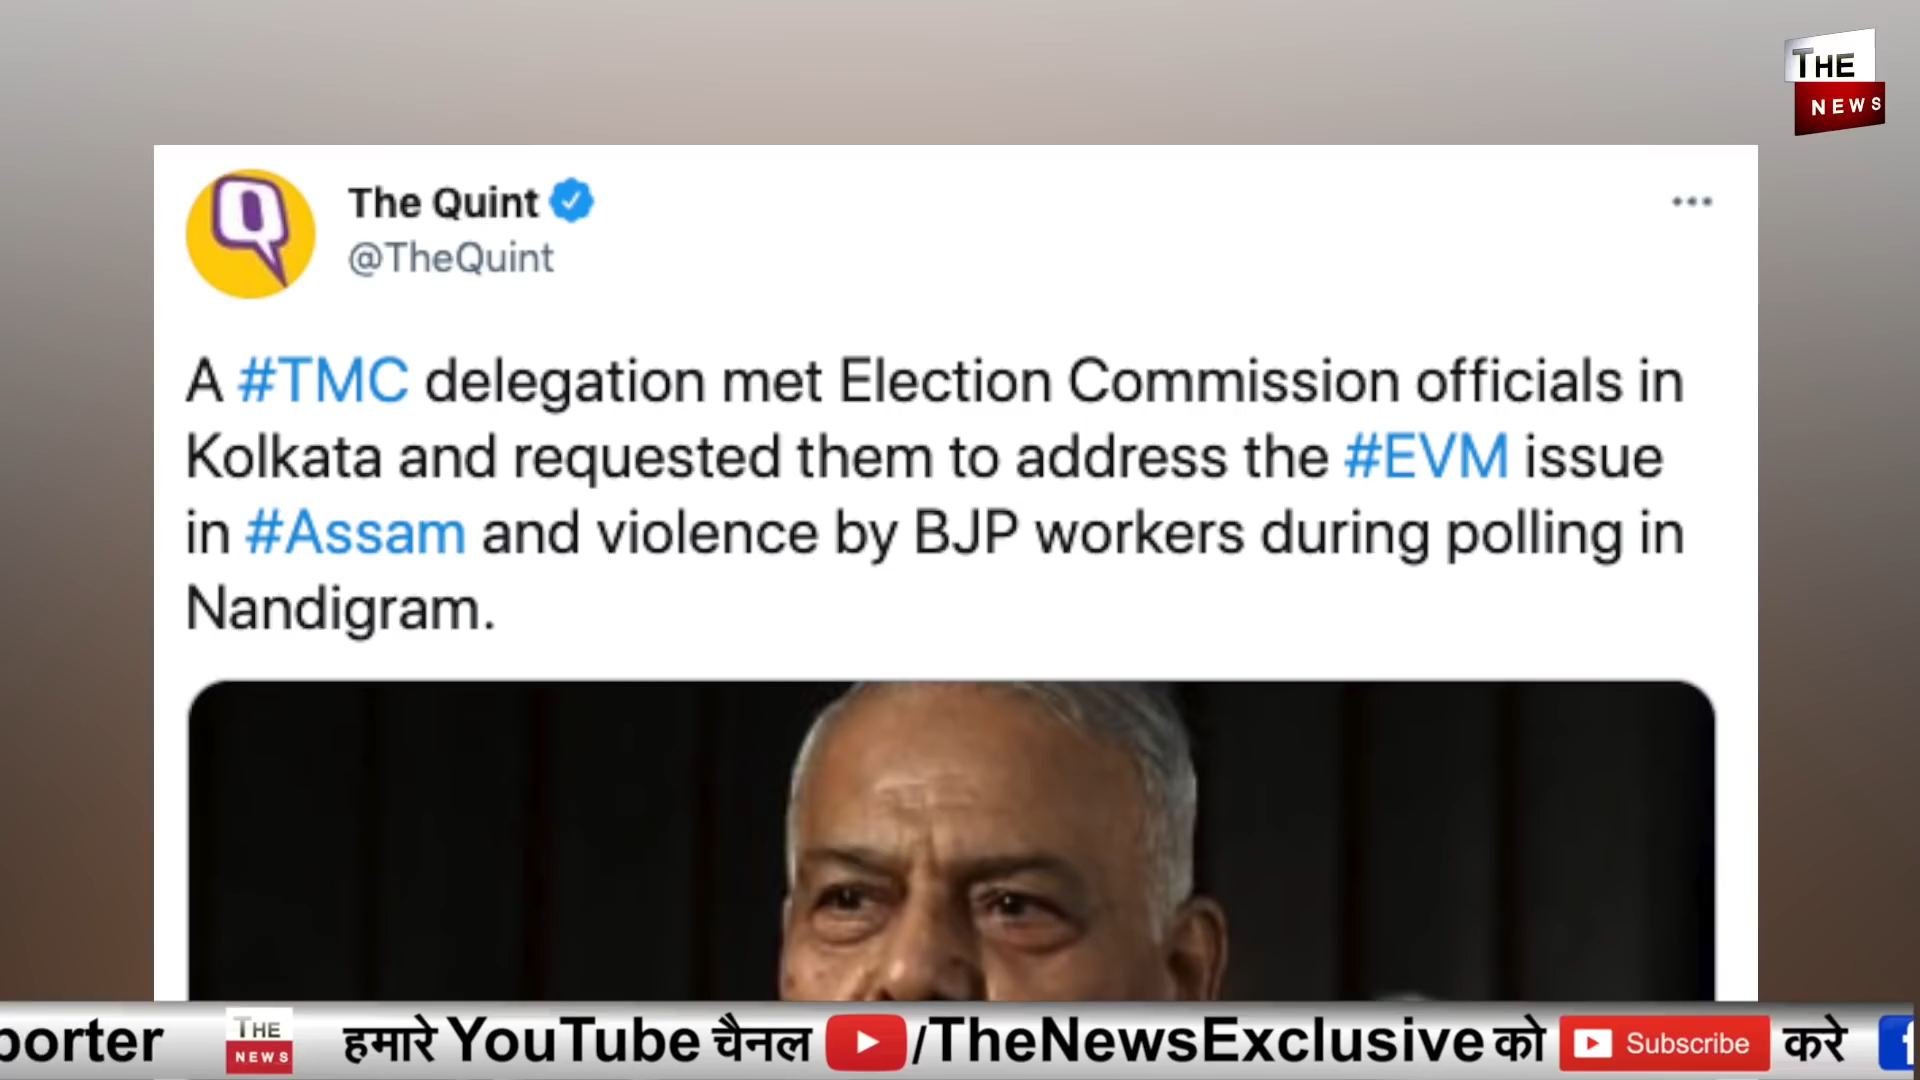 THE
NEWS
The Quint
@TheQuint
A #TMC delegation met Election Commission officials in
Kolkata and requested them to address the #EVM issue
in #Assam and violence by BJP workers during polling in
Nandigram.
porter THE NEWS हमारे YouTube चैनल /TheNewsExclusive को Subscribe करे